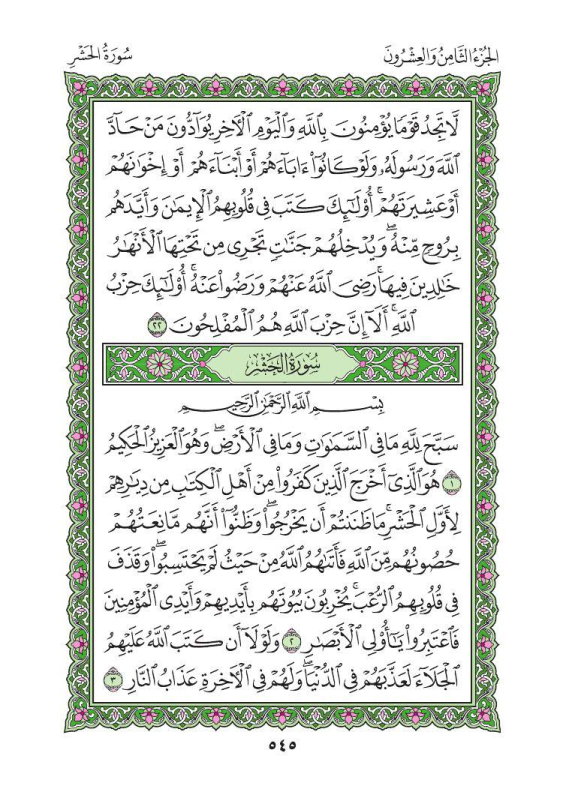 الجُزْءُ الثَّامِنُ وَالعِشْرُونَ
سُورَةُ الحَشْرِ
لَّا تَجِدُ قَوْمٗا يُؤْمِنُونَ بِٱللَّهِ وَٱلۡيَوۡمِ ٱلۡأٓخِرِ يُوَآدُّونَ مَنۡ حَآدَّ
ٱللَّهَ وَرَسُولَهُۥ وَلَوۡ كَانُوٓاْ ءَابَآءَهُمۡ أَوۡ أَبۡنَآءَهُمۡ أَوۡ إِخۡوَٰنَهُمۡ
أَوۡ عَشِيرَتَهُمۡۚ أُوْلَٰٓئِكَ كَتَبَ فِي قُلُوبِهِمُ ٱلۡإِيمَٰنَ وَأَيَّدَهُم
بِرُوحٖ مِّنۡهُۖ وَيُدۡخِلُهُمۡ جَنَّٰتٖ تَجۡرِي مِن تَحۡتِهَا ٱلۡأَنۡهَٰرُ
خَٰلِدِينَ فِيهَاۚ رَضِيَ ٱللَّهُ عَنۡهُمۡ وَرَضُواْ عَنۡهُۚ أُوْلَٰٓئِكَ حِزۡبُ
ٱللَّهِۚ أَلَآ إِنَّ حِزۡبَ ٱللَّهِ هُمُ ٱلۡمُفۡلِحُونَ ٢٢
سُورَةُ الحَشْرِ
بِسۡمِ ٱللَّهِ ٱلرَّحۡمَٰنِ ٱلرَّحِيمِ
سَبَّحَ لِلَّهِ مَا فِي ٱلسَّمَٰوَٰتِ وَمَا فِي ٱلۡأَرۡضِۖ وَهُوَ ٱلۡعَزِيزُ ٱلۡحَكِيمُ
١ هُوَ ٱلَّذِيٓ أَخۡرَجَ ٱلَّذِينَ كَفَرُواْ مِنۡ أَهۡلِ ٱلۡكِتَٰبِ مِن دِيَٰرِهِمۡ
لِأَوَّلِ ٱلۡحَشۡرِۚ مَا ظَنَنتُمۡ أَن يَخۡرُجُواْۖ وَظَنُّوٓاْ أَنَّهُم مَّانِعَتُهُمۡ
حُصُونُهُم مِّنَ ٱللَّهِ فَأَتَىٰهُمُ ٱللَّهُ مِنۡ حَيۡثُ لَمۡ يَحۡتَسِبُواْۖ وَقَذَفَ
فِي قُلُوبِهِمُ ٱلرُّعۡبَۚ يُخۡرِبُونَ بُيُوتَهُم بِأَيۡدِيهِمۡ وَأَيۡدِي ٱلۡمُؤۡمِنِينَ
فَٱعۡتَبِرُواْ يَٰٓأُوْلِي ٱلۡأَبۡصَٰرِ ٢ وَلَوۡلَآ أَن كَتَبَ ٱللَّهُ عَلَيۡهِمُ
ٱلۡجَلَآءَ لَعَذَّبَهُمۡ فِي ٱلدُّنۡيَاۖ وَلَهُمۡ فِي ٱلۡأٓخِرَةِ عَذَابُ ٱلنَّارِ ٣
٥٤٥